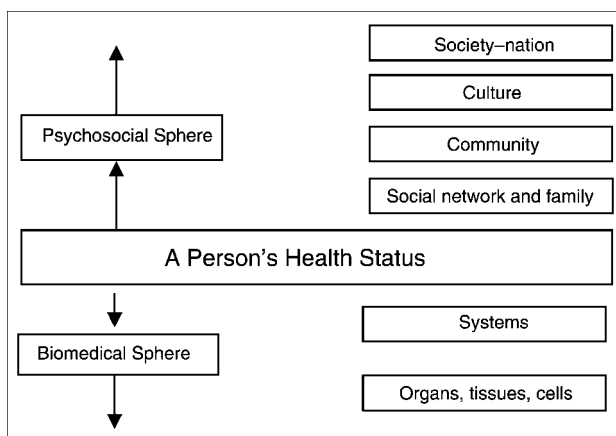 Society–nation
Culture
Psychosocial Sphere
Community
Social network and family
A Person's Health Status
Systems
Biomedical Sphere
Organs, tissues, cells